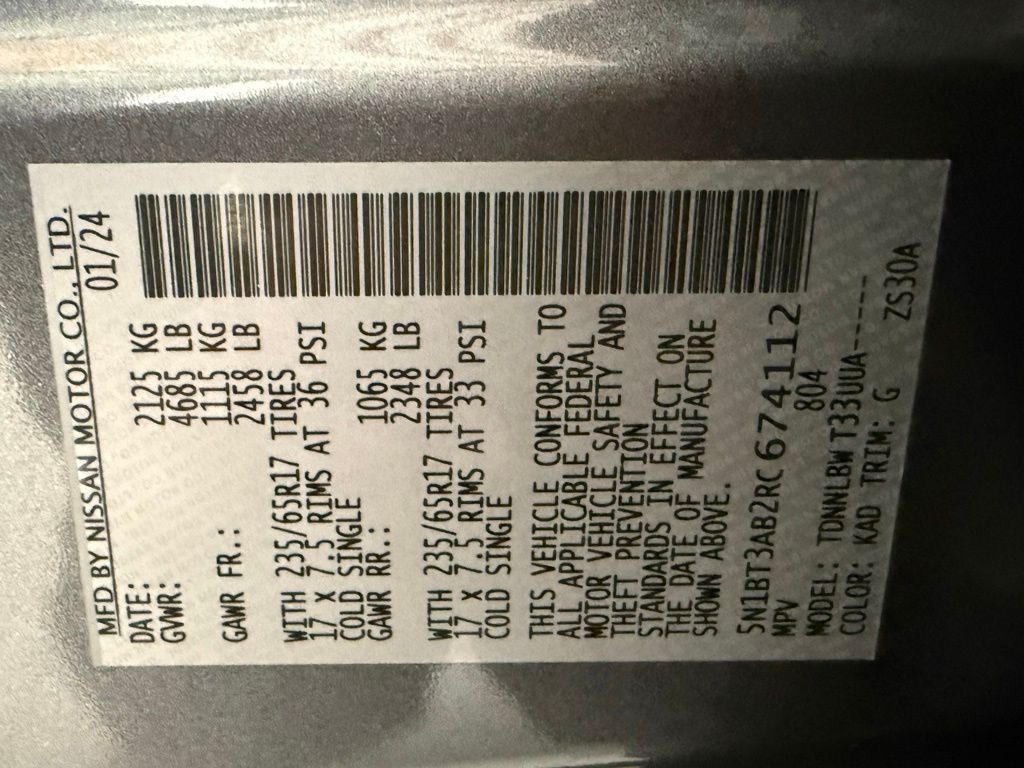 MFD BY NISSAN MOTOR CO., LTD.
DATE: 01/24
GVWR: 2125 KG
4685 LB
GAWR FR.: 1115 KG
2458 LB
WITH 235/65R17 TIRES
17 x 7.5 RIMS AT 36 PSI
COLD SINGLE
GAWR RR.: 1065 KG
2348 LB
WITH 235/65R17 TIRES
17 x 7.5 RIMS AT 33 PSI
COLD SINGLE
THIS VEHICLE CONFORMS TO
ALL APPLICABLE FEDERAL
MOTOR VEHICLE SAFETY AND
THEFT PREVENTION
STANDARDS IN EFFECT ON
THE DATE OF MANUFACTURE
SHOWN ABOVE.
5N1BT3AB2RC674112
MPV 804
MODEL: TDNNLBWT33UUA-----
COLOR: KAD TRIM: G ZS30A